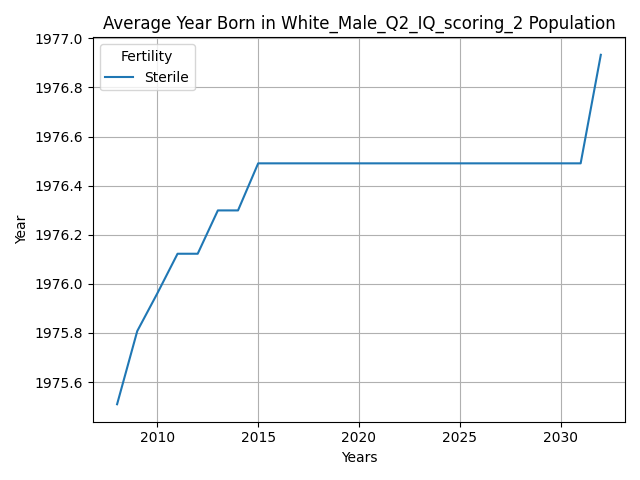 Average Year Born in White_Male_Q2_IQ_scoring_2 Population
Fertility
Sterile
Year
1977.0
1976.8
1976.6
1976.4
1976.2
1976.0
1975.8
1975.6
2010 2015 2020 2025 2030
Years